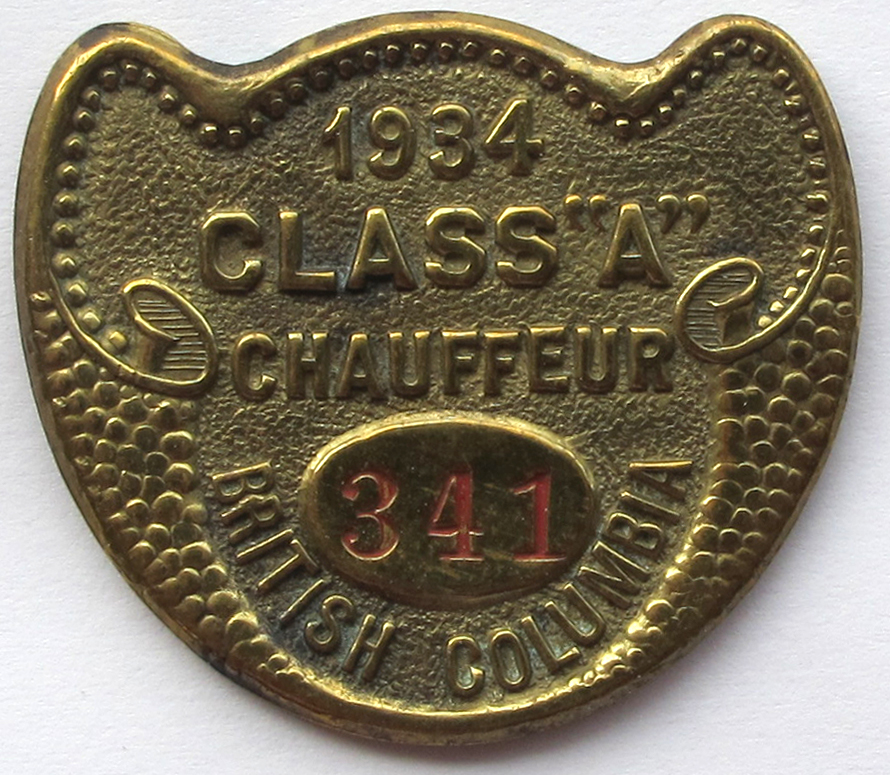 1934
CLASS "A"
CHAUFFEUR
341
BRITISH COLUMBIA